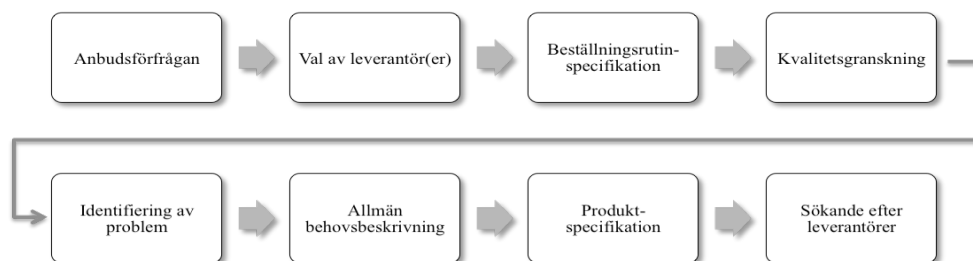 Anbudsförfrågan
Val av leverantör(er)
Beställningsrutin-
specifikation
Kvalitetsgranskning
Identifiering av
problem
Allmän
behovsbeskrivning
Produkt-
specifikation
Sökande efter
leverantörer